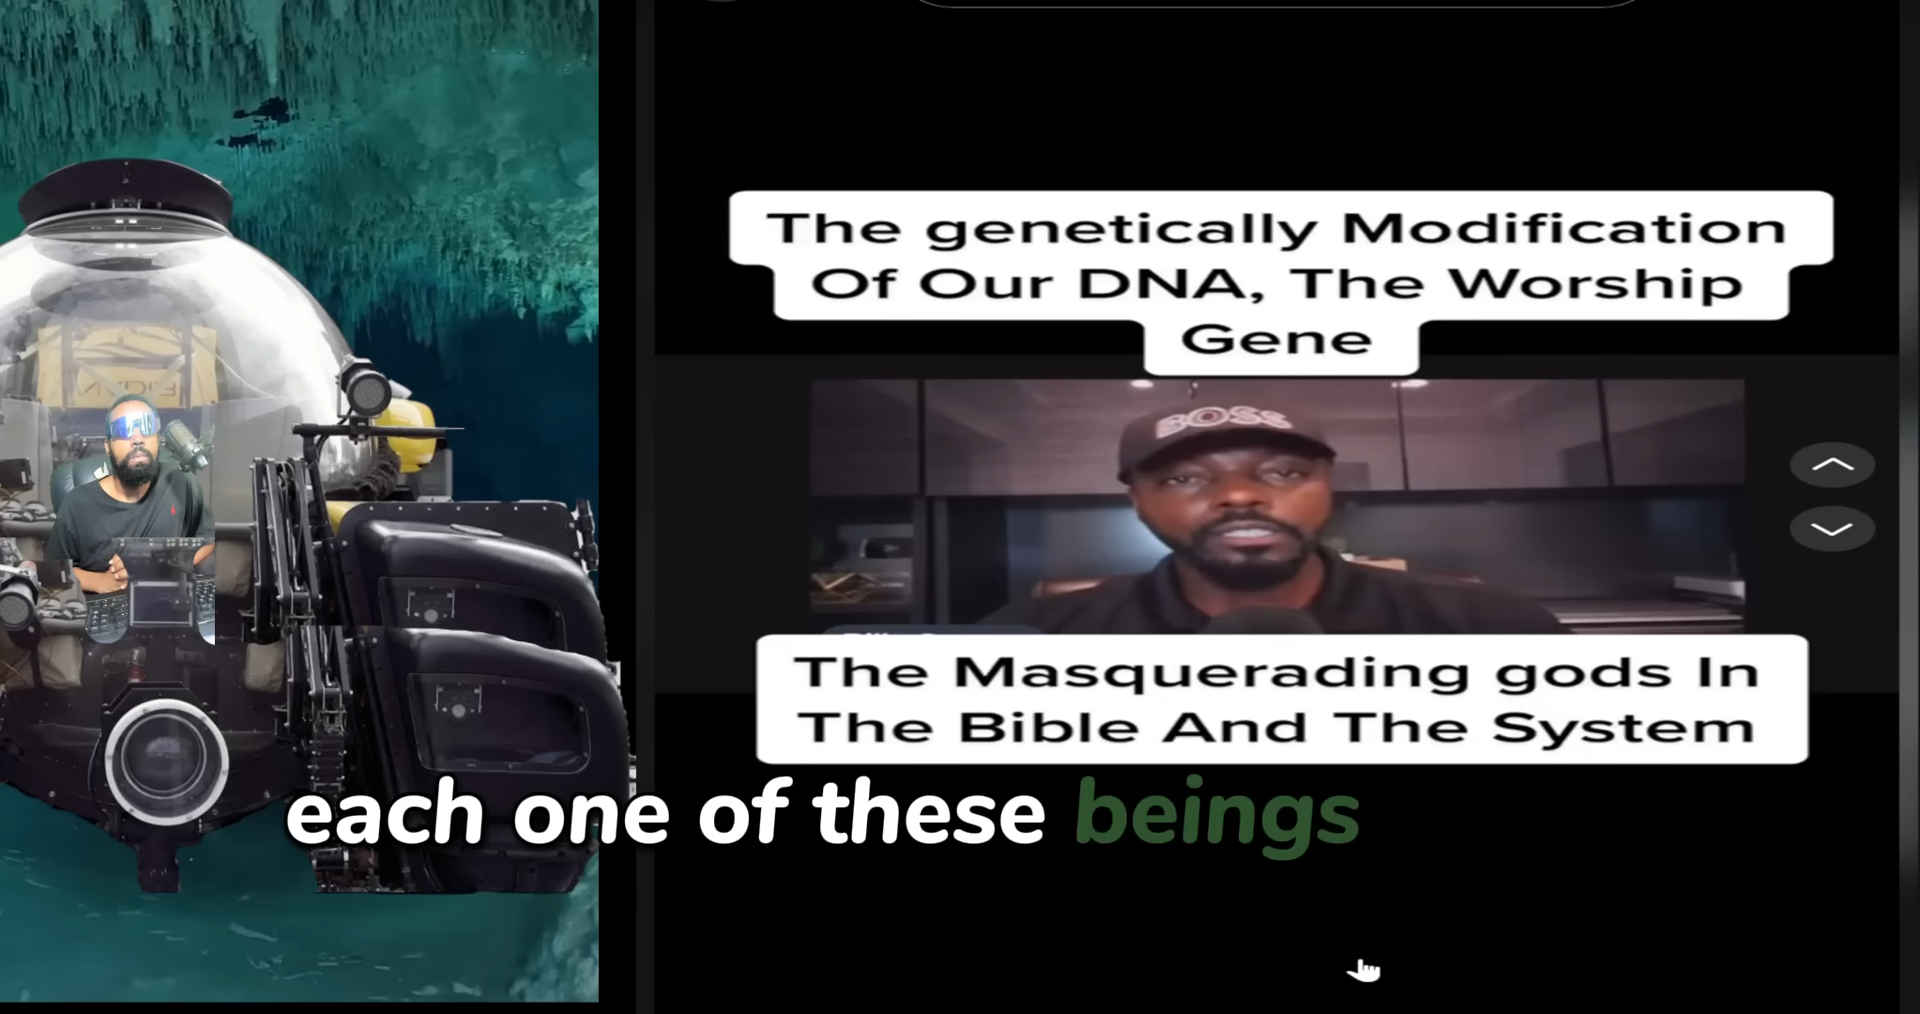 The genetically Modification
Of Our DNA, The Worship
Gene
BOSS
The Masquerading gods In
The Bible And The System
each one of these beings